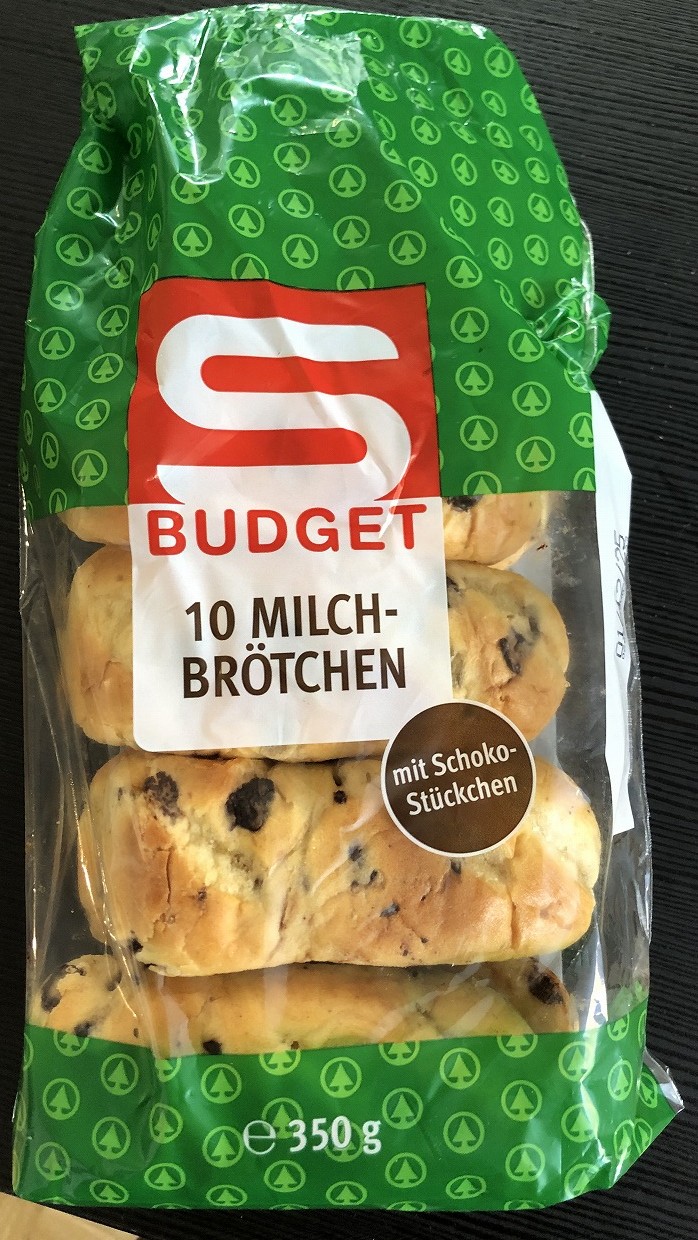 S
BUDGET
10 MILCH-
BRÖTCHEN
mit Schoko-
Stückchen
℮ 350 g